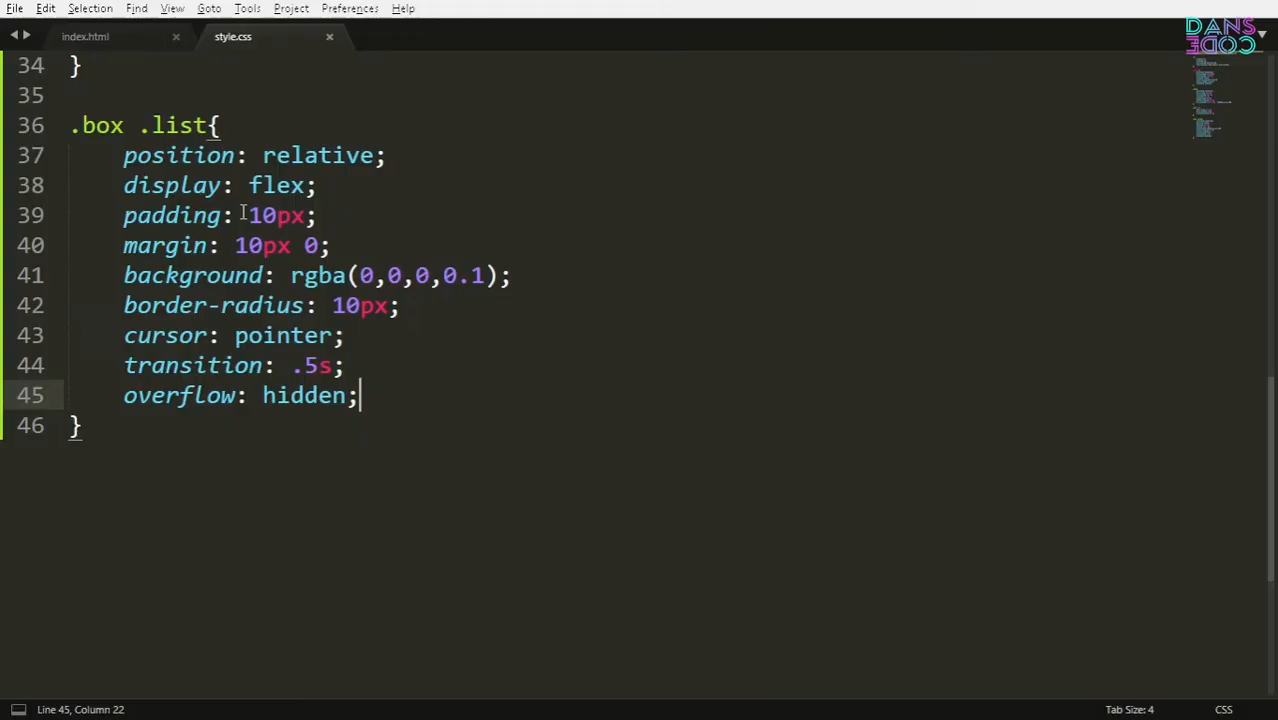 File Edit Selection Find View Goto Tools Project Preferences Help
index.html × style.css ×
DANS
CODE
34 }
35
36 .box .list{
37 position: relative;
38 display: flex;
39 padding: 10px;
40 margin: 10px 0;
41 background: rgba(0,0,0,0.1);
42 border-radius: 10px;
43 cursor: pointer;
44 transition: .5s;
45 overflow: hidden;
46 }
Line 45, Column 22 Tab Size: 4 CSS